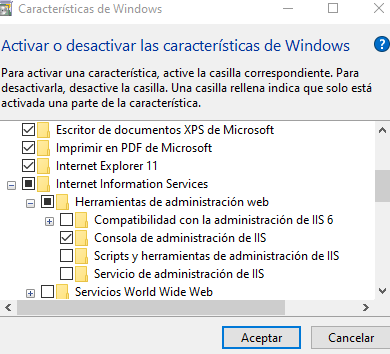 Características de Windows
Activar o desactivar las características de Windows
?
Para activar una característica, active la casilla correspondiente. Para
desactivarla, desactive la casilla. Una casilla rellena indica que solo está
activada una parte de la característica.
Escritor de documentos XPS de Microsoft
Imprimir en PDF de Microsoft
Internet Explorer 11
Internet Information Services
Herramientas de administración web
Compatibilidad con la administración de IIS 6
Consola de administración de IIS
Scripts y herramientas de administración de IIS
Servicio de administración de IIS
Servicios World Wide Web
Aceptar
Cancelar